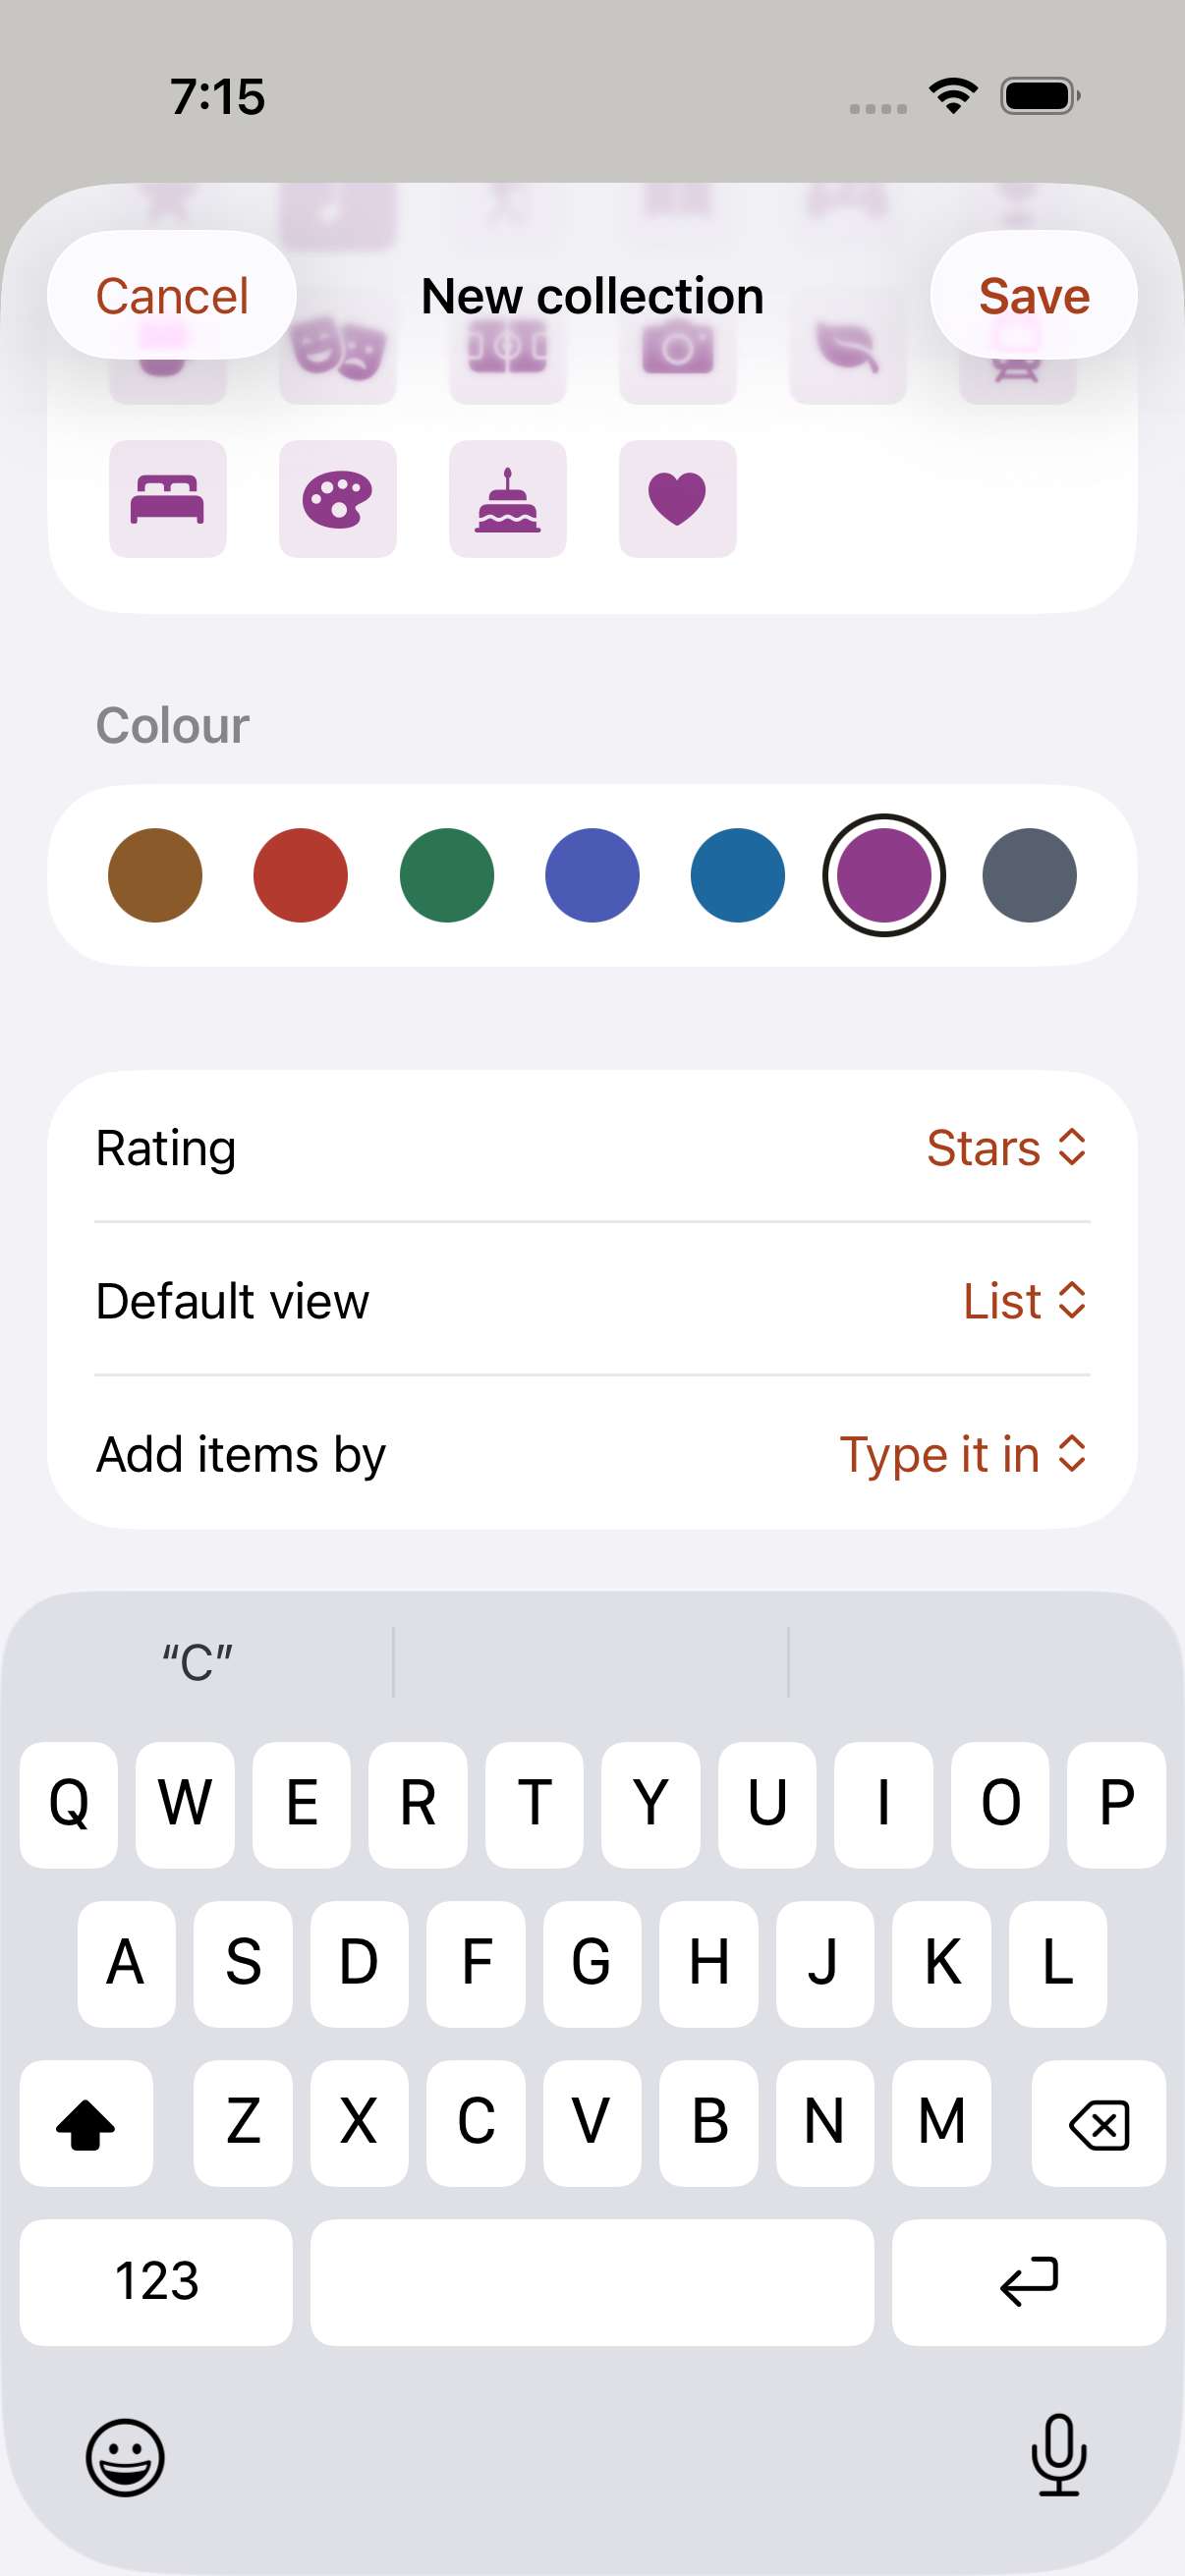 7:15
Cancel New collection Save
Colour
Rating Stars
Default view List
Add items by Type it in
“C”
Q W E R T Y U I O P
A S D F G H J K L
Z X C V B N M
123